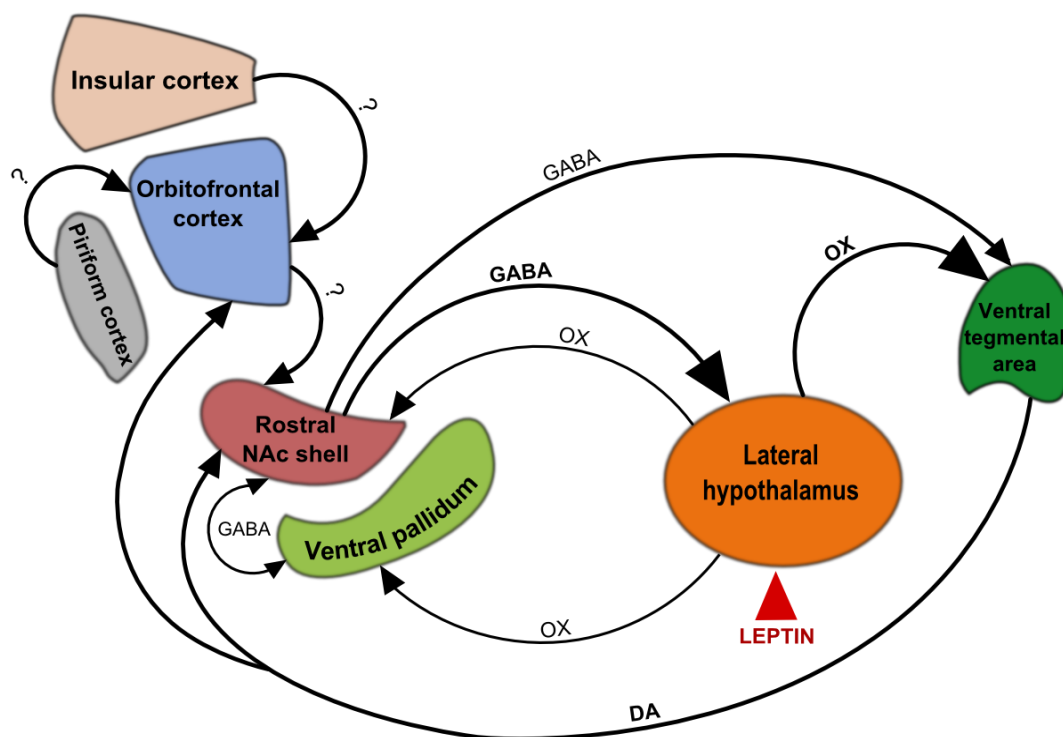 Insular cortex
?
?
Orbitofrontal
cortex
Piriform cortex
?
GABA
GABA
OX
OX
Ventral
tegmental
area
Rostral
NAc shell
Lateral
hypothalamus
GABA
Ventral pallidum
OX
LEPTIN
DA